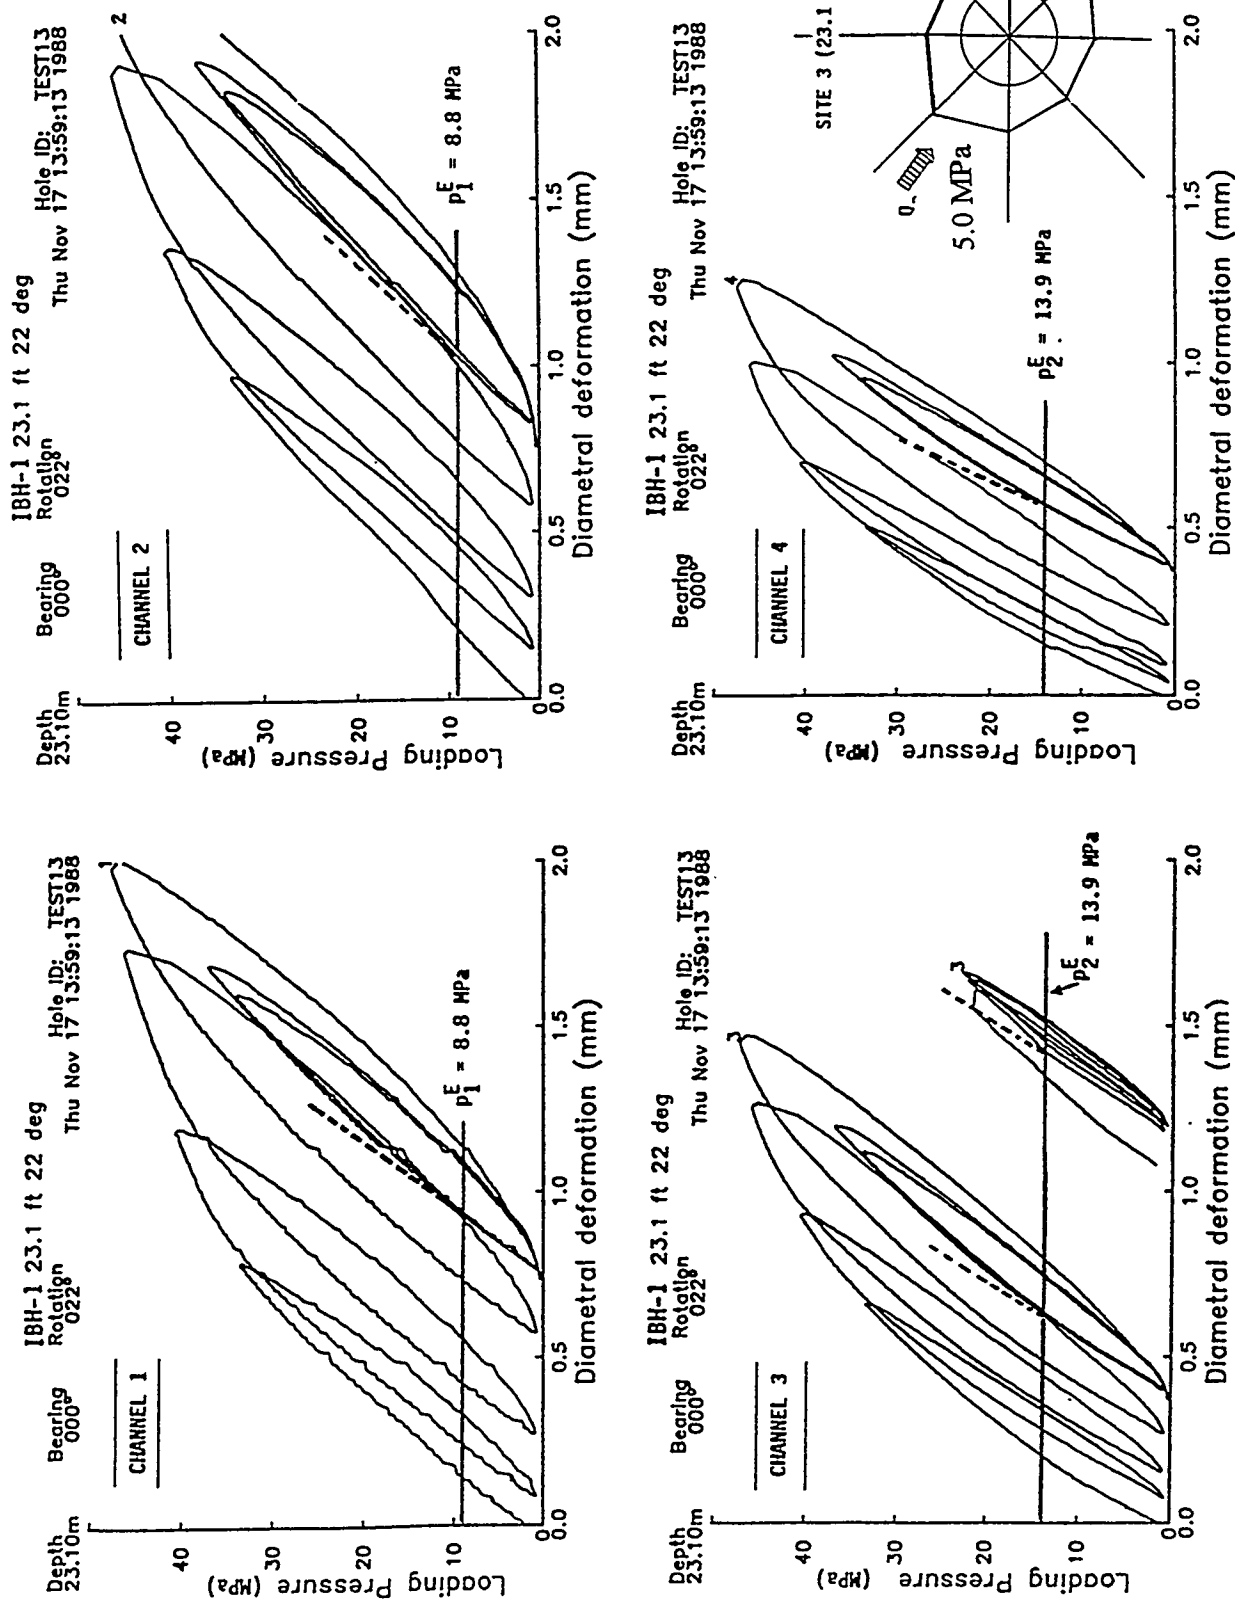 IBH-1 23.1 ft 22 deg
Depth Bearing Rotation Hole ID: TEST13
23.10m 000° 022° Thu Nov 17 13:59:13 1988
CHANNEL 1
Loading Pressure (MPa)
40
30
20
10
0.0 0.5 1.0 1.5 2.0
1
p₁ᴱ = 8.8 MPa
Diametral deformation (mm)
IBH-1 23.1 ft 22 deg
Depth Bearing Rotation Hole ID: TEST13
23.10m 000° 022° Thu Nov 17 13:59:13 1988
CHANNEL 2
Loading Pressure (MPa)
40
30
20
10
0.0 0.5 1.0 1.5 2.0
2
p₁ᴱ = 8.8 MPa
Diametral deformation (mm)
IBH-1 23.1 ft 22 deg
Depth Bearing Rotation Hole ID: TEST13
23.10m 000° 022° Thu Nov 17 13:59:13 1988
CHANNEL 3
Loading Pressure (MPa)
40
30
20
10
0.0 0.5 1.0 1.5 2.0
3
3
p₂ᴱ = 13.9 MPa
Diametral deformation (mm)
IBH-1 23.1 ft 22 deg
Depth Bearing Rotation Hole ID: TEST13
23.10m 000° 022° Thu Nov 17 13:59:13 1988
CHANNEL 4
Loading Pressure (MPa)
40
30
20
10
0.0 0.5 1.0 1.5 2.0
4
p₂ᴱ = 13.9 MPa
Diametral deformation (mm)
SITE 3 (23.1
5.0 MPa